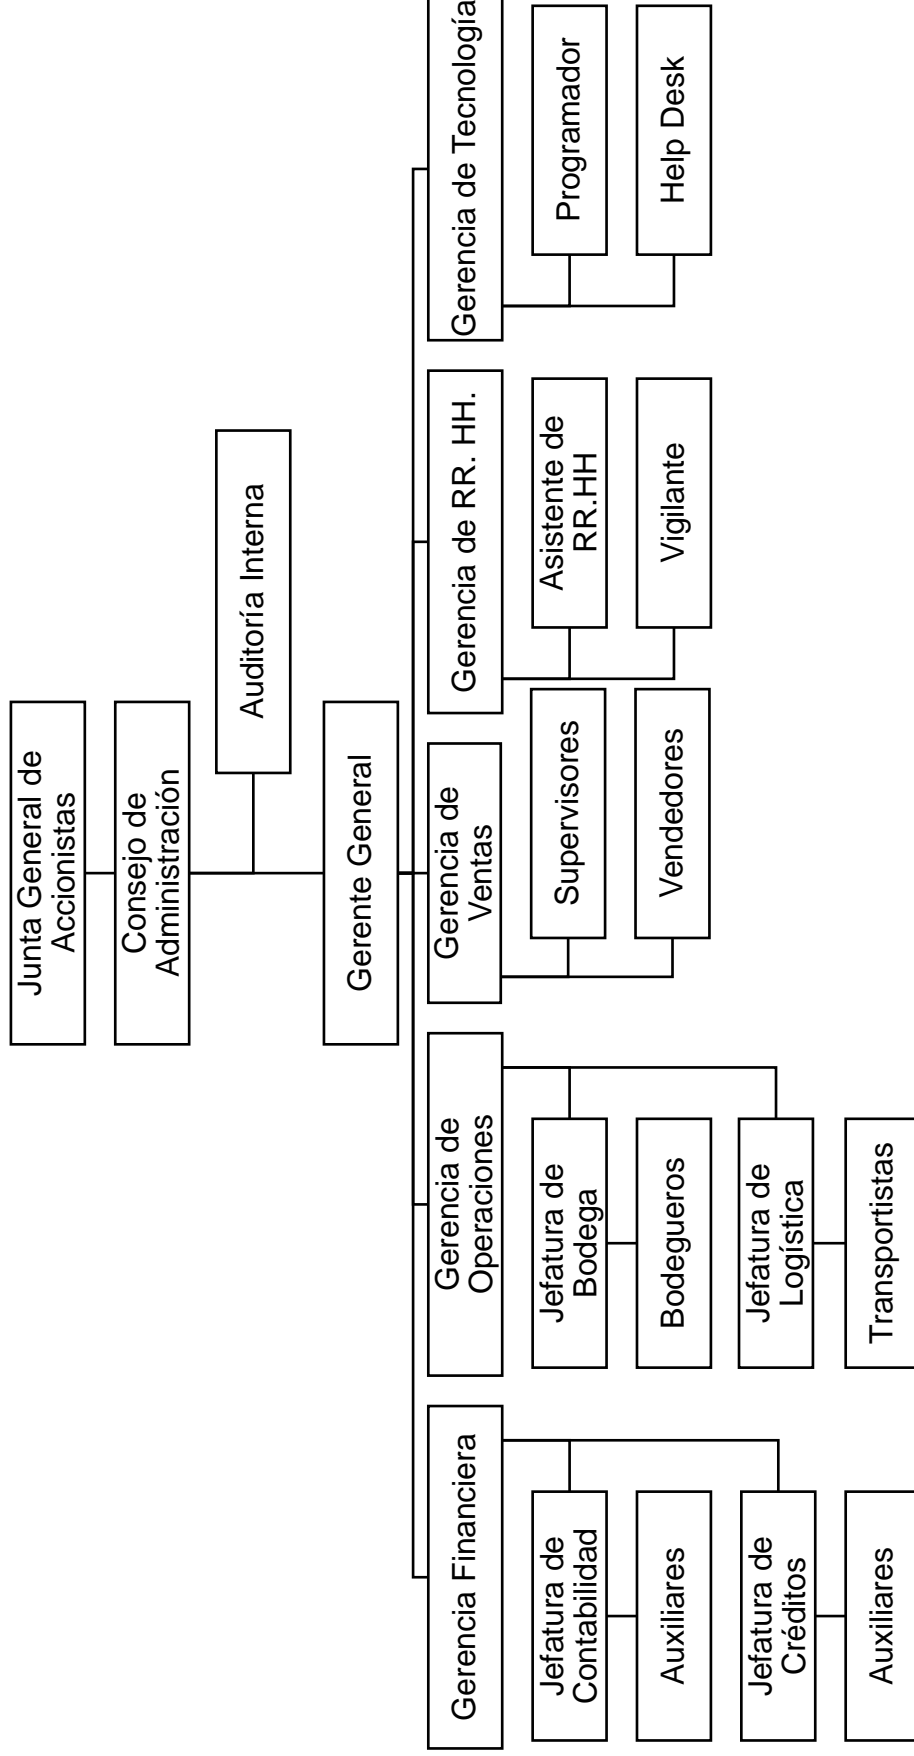 Junta General de
Accionistas
Consejo de
Administración
Auditoría Interna
Gerente General
Gerencia Financiera
Jefatura de
Contabilidad
Auxiliares
Jefatura de
Créditos
Auxiliares
Gerencia de
Operaciones
Jefatura de
Bodega
Bodegueros
Jefatura de
Logística
Transportistas
Gerencia de
Ventas
Supervisores
Vendedores
Gerencia de RR. HH.
Asistente de
RR.HH
Vigilante
Gerencia de Tecnología
Programador
Help Desk